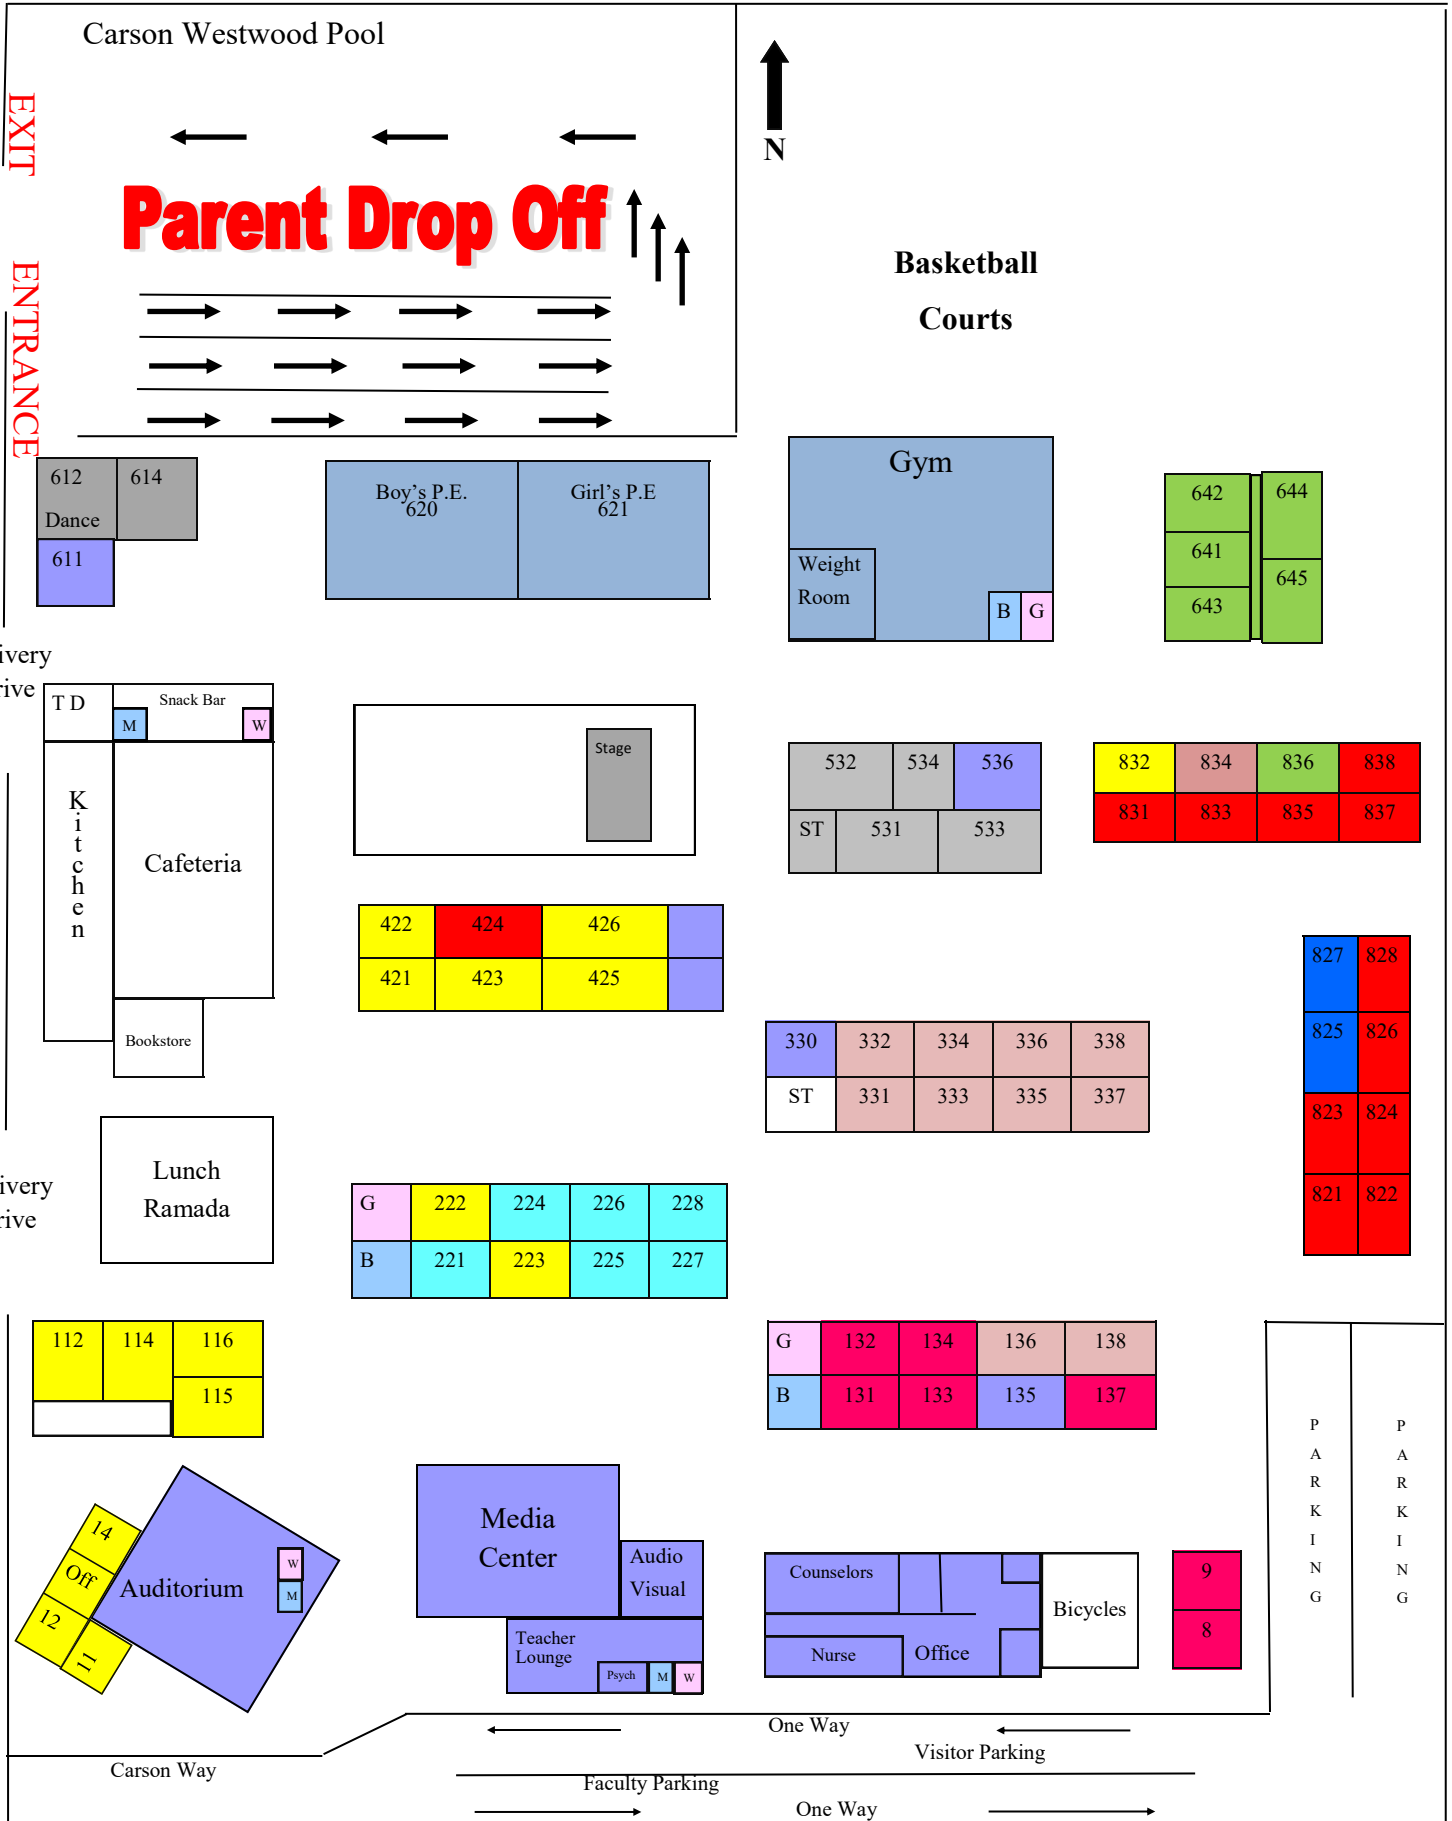 Carson Westwood Pool
EXIT
N
Parent Drop Off
Basketball
Courts
ENTRANCE
612
Dance
614
611
Boy's P.E.
620
Girl's P.E
621
Gym
Weight
Room
B
G
642
641
643
644
645
ivery
rive
T D
Snack Bar
M
W
Kitchen
Cafeteria
Bookstore
Stage
532
534
536
ST
531
533
832
834
836
838
831
833
835
837
422
424
426
421
423
425
827
828
825
826
823
824
821
822
330
332
334
336
338
ST
331
333
335
337
Lunch
Ramada
ivery
rive
G
222
224
226
228
B
221
223
225
227
112
114
116
115
G
132
134
136
138
B
131
133
135
137
PARKING
PARKING
14
Off
12
11
Auditorium
W
M
Media
Center
Audio
Visual
Teacher
Lounge
Psych
M
W
Counselors
Nurse
Office
Bicycles
9
8
One Way
Visitor Parking
Carson Way
Faculty Parking
One Way